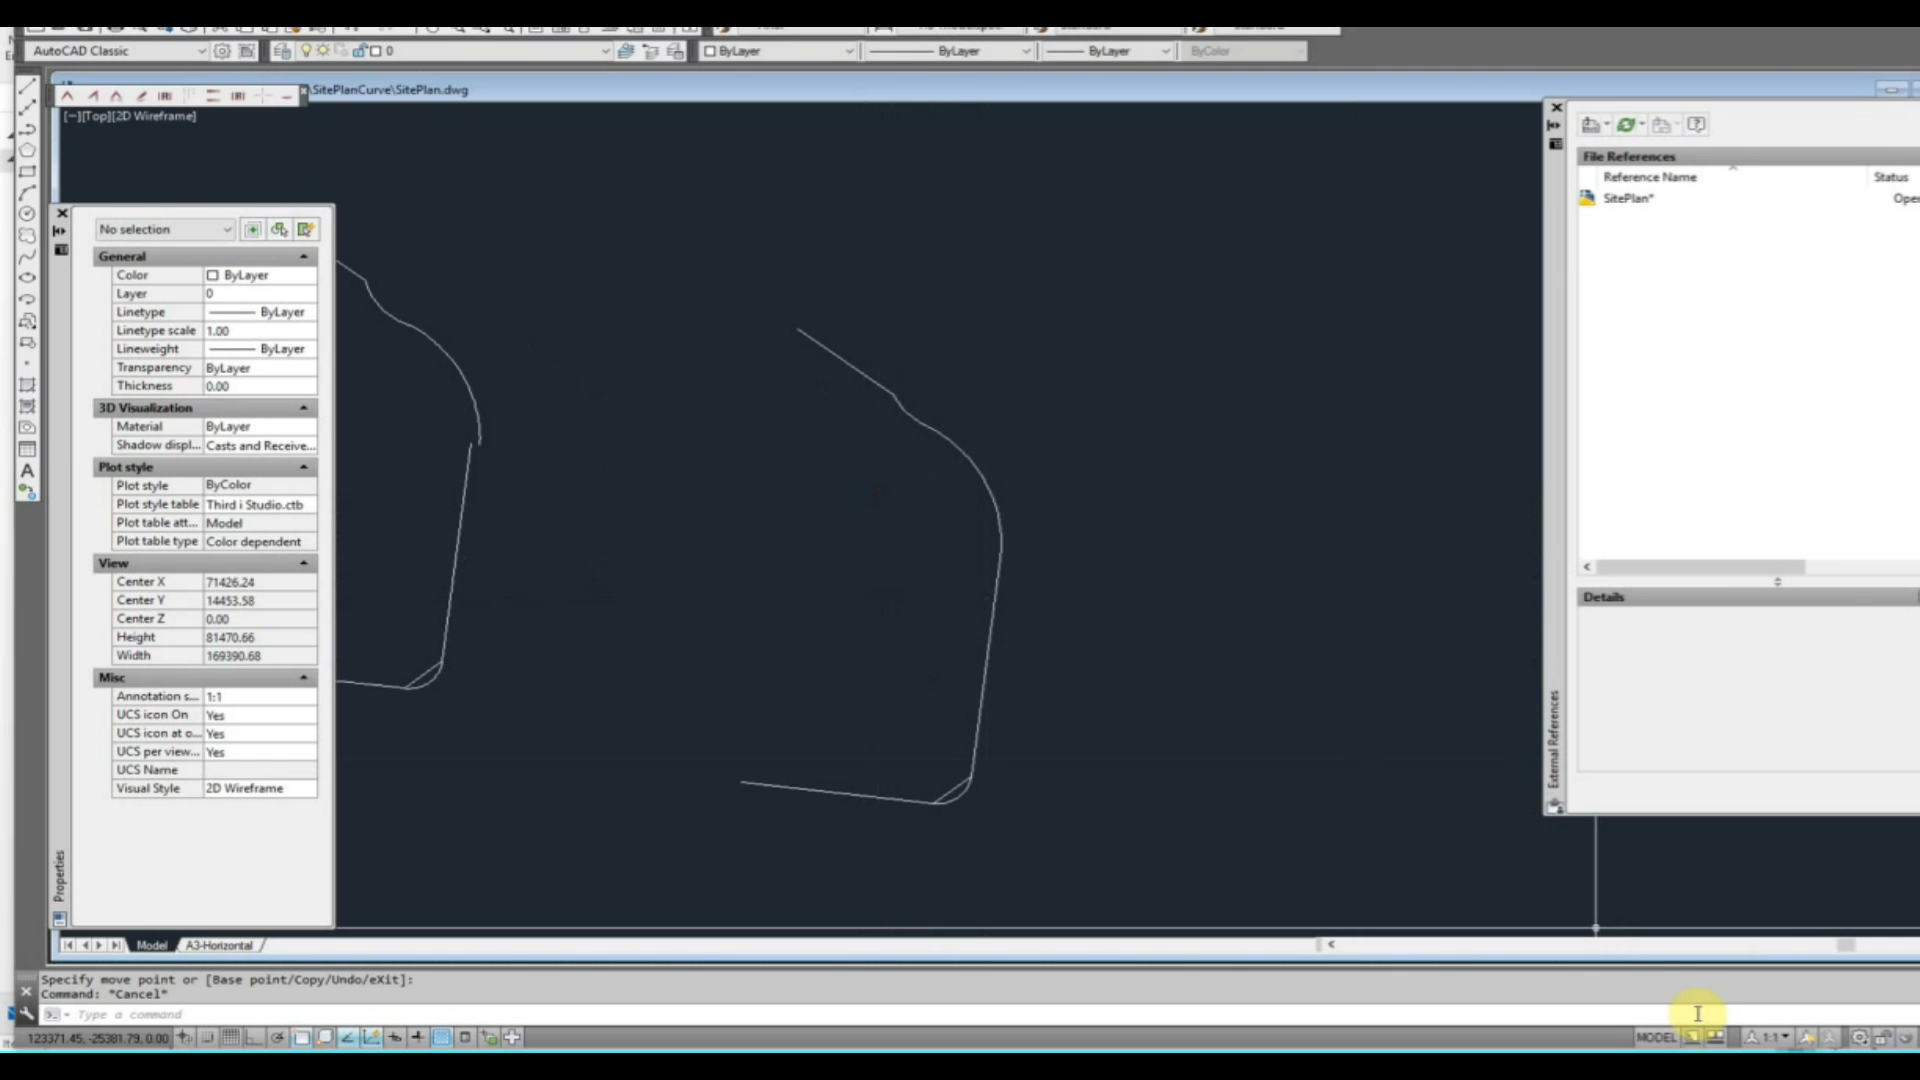 AutoCAD Classic
0
ByLayer
ByLayer
ByLayer
ByColor
\SitePlanCurve\SitePlan.dwg
[−][Top][2D Wireframe]
No selection
General
Color ByLayer
Layer 0
Linetype ByLayer
Linetype scale 1.00
Lineweight ByLayer
Transparency ByLayer
Thickness 0.00
3D Visualization
Material ByLayer
Shadow displ... Casts and Receive...
Plot style
Plot style ByColor
Plot style table Third i Studio.ctb
Plot table att... Model
Plot table type Color dependent
View
Center X 71426.24
Center Y 14453.58
Center Z 0.00
Height 81470.66
Width 169390.68
Misc
Annotation s... 1:1
UCS icon On Yes
UCS icon at o... Yes
UCS per view... Yes
UCS Name
Visual Style 2D Wireframe
Properties
File References
Reference Name Status
SitePlan* Ope
Details
External References
Model A3-Horizontal
Specify move point or [Base point/Copy/Undo/eXit]:
Command: *Cancel*
Type a command
123371.45, -25381.79, 0.00
MODEL 1:1